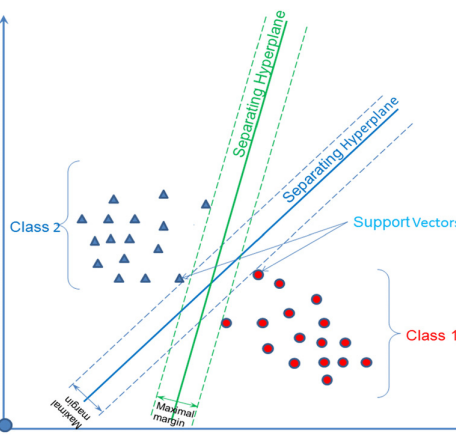 Separating Hyperplane
Separating Hyperplane
Class 2
Support Vectors
Class 1
Maximal
margin
Maximal
margin